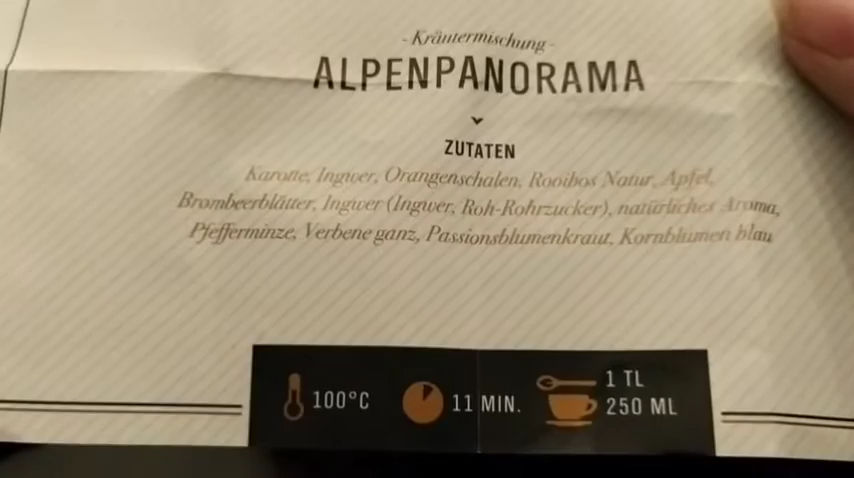 - Kräutermischung -
ALPENPANORAMA
ZUTATEN
Karotte, Ingwer, Orangenschalen, Rooibos Natur, Apfel,
Brombeerblätter, Ingwer (Ingwer, Roh-Rohrzucker), natürliches Aroma,
Pfefferminze, Verbene ganz, Passionsblumenkraut, Kornblumen blau
100°C
11 MIN.
1 TL
250 ML